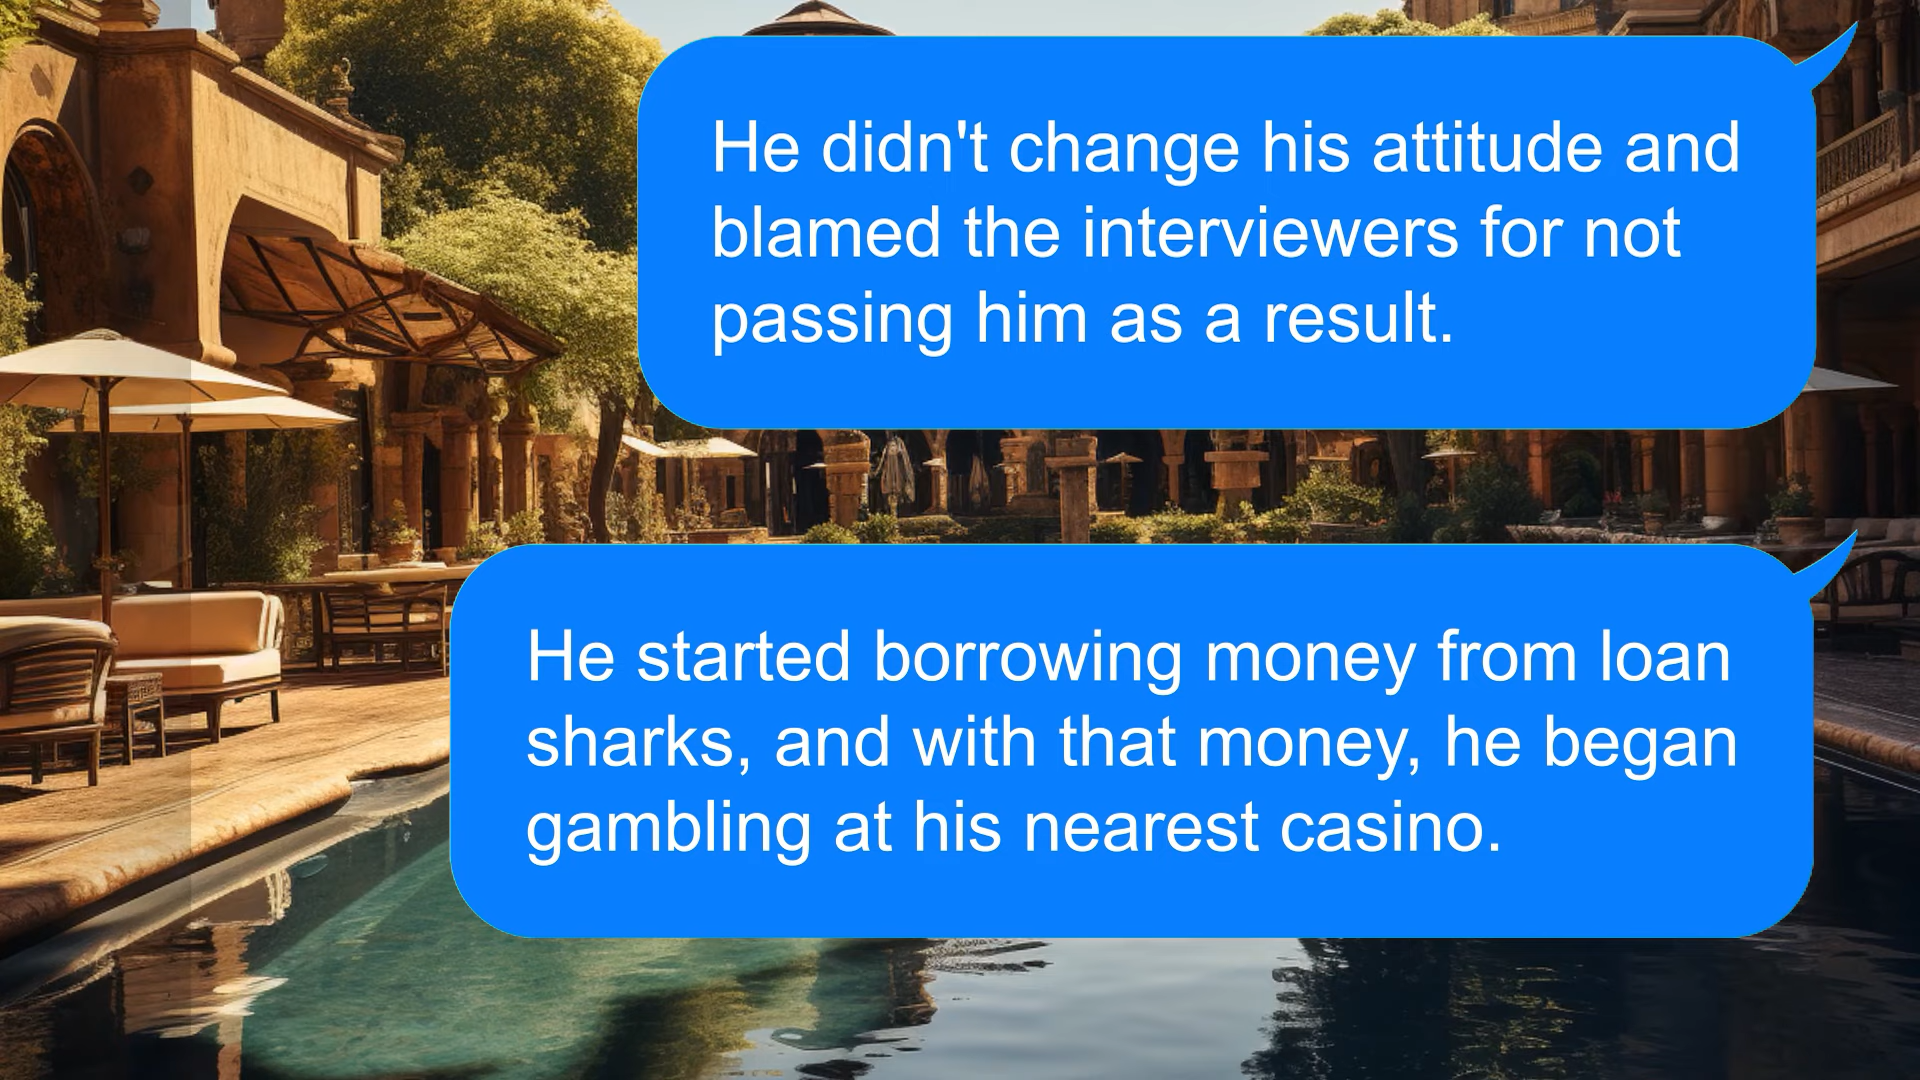 He didn't change his attitude and
blamed the interviewers for not
passing him as a result.
He started borrowing money from loan
sharks, and with that money, he began
gambling at his nearest casino.